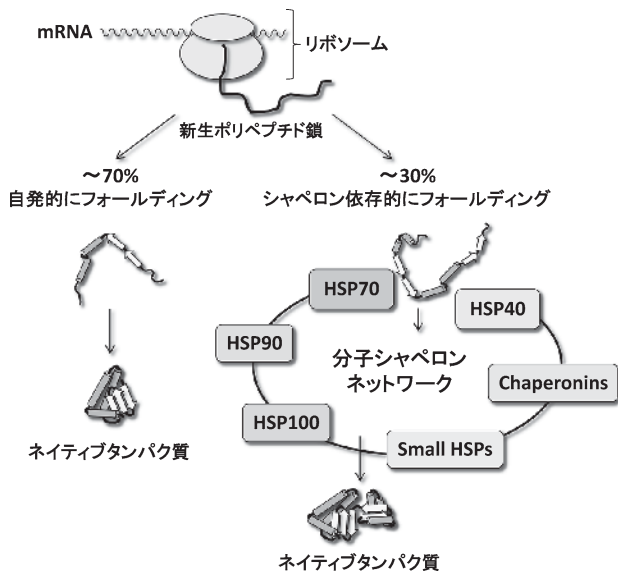 mRNA
リボソーム
新生ポリペプチド鎖
～70%
自発的にフォールディング
～30%
シャペロン依存的にフォールディング
HSP70
HSP40
HSP90
分子シャペロン
ネットワーク
Chaperonins
HSP100
Small HSPs
ネイティブタンパク質
ネイティブタンパク質